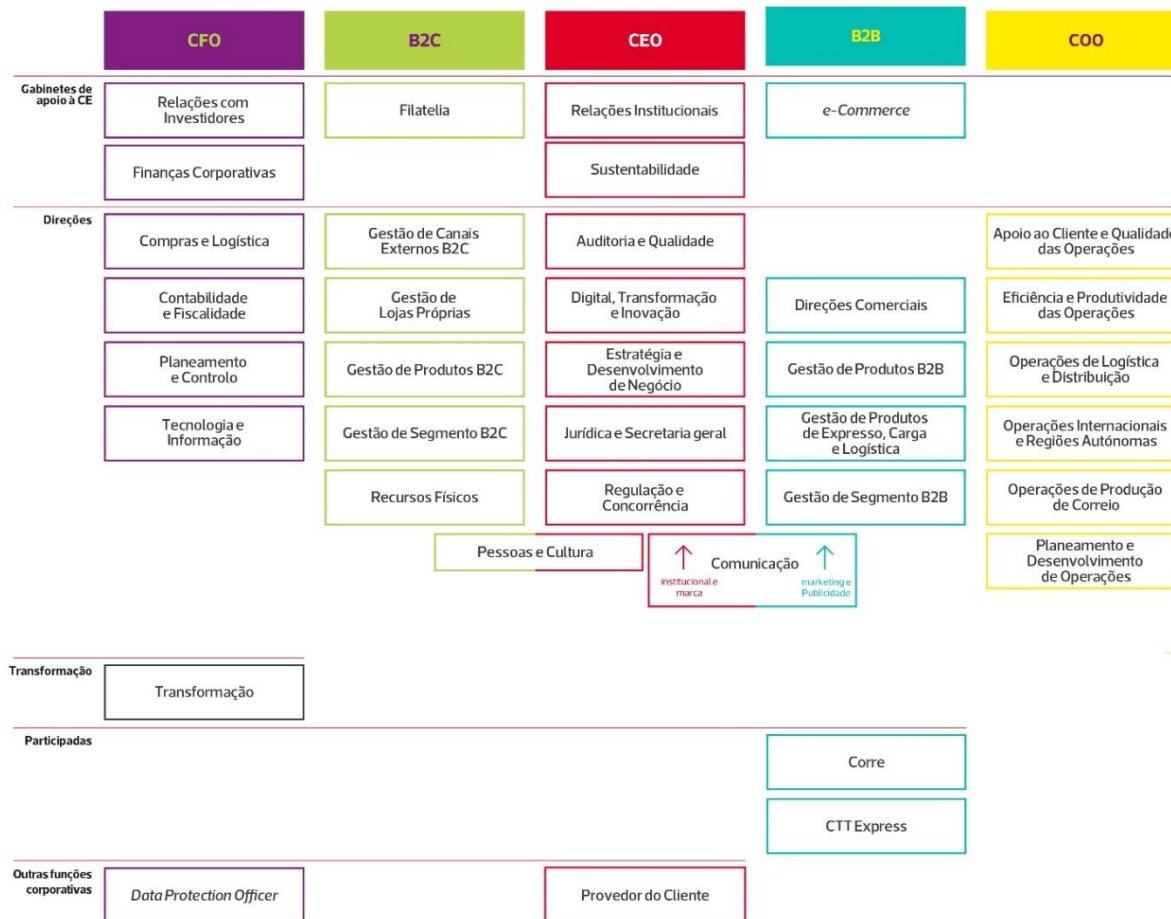 CFO
B2C
CEO
B2B
COO
Gabinetes de
apoio à CE
Relações com
Investidores
Filatelia
Relações Institucionais
e-Commerce
Finanças Corporativas
Sustentabilidade
Direções
Compras e Logística
Gestão de Canais
Externos B2C
Auditoria e Qualidade
Apoio ao Cliente e Qualidade
das Operações
Contabilidade
e Fiscalidade
Gestão de
Lojas Próprias
Digital, Transformação
e Inovação
Direções Comerciais
Eficiência e Produtividade
das Operações
Planeamento
e Controlo
Gestão de Produtos B2C
Estratégia e
Desenvolvimento
de Negócio
Gestão de Produtos B2B
Operações de Logística
e Distribuição
Tecnologia e
Informação
Gestão de Segmento B2C
Jurídica e Secretaria geral
Gestão de Produtos
de Expresso, Carga
e Logística
Operações Internacionais
e Regiões Autónomas
Recursos Físicos
Regulação e
Concorrência
Gestão de Segmento B2B
Operações de Produção
de Correio
Pessoas e Cultura
Comunicação
institucional e
marca
marketing e
Publicidade
Planeamento e
Desenvolvimento
de Operações
Transformação
Transformação
Participadas
Corre
CTT Express
Outras funções
corporativas
Data Protection Officer
Provedor do Cliente